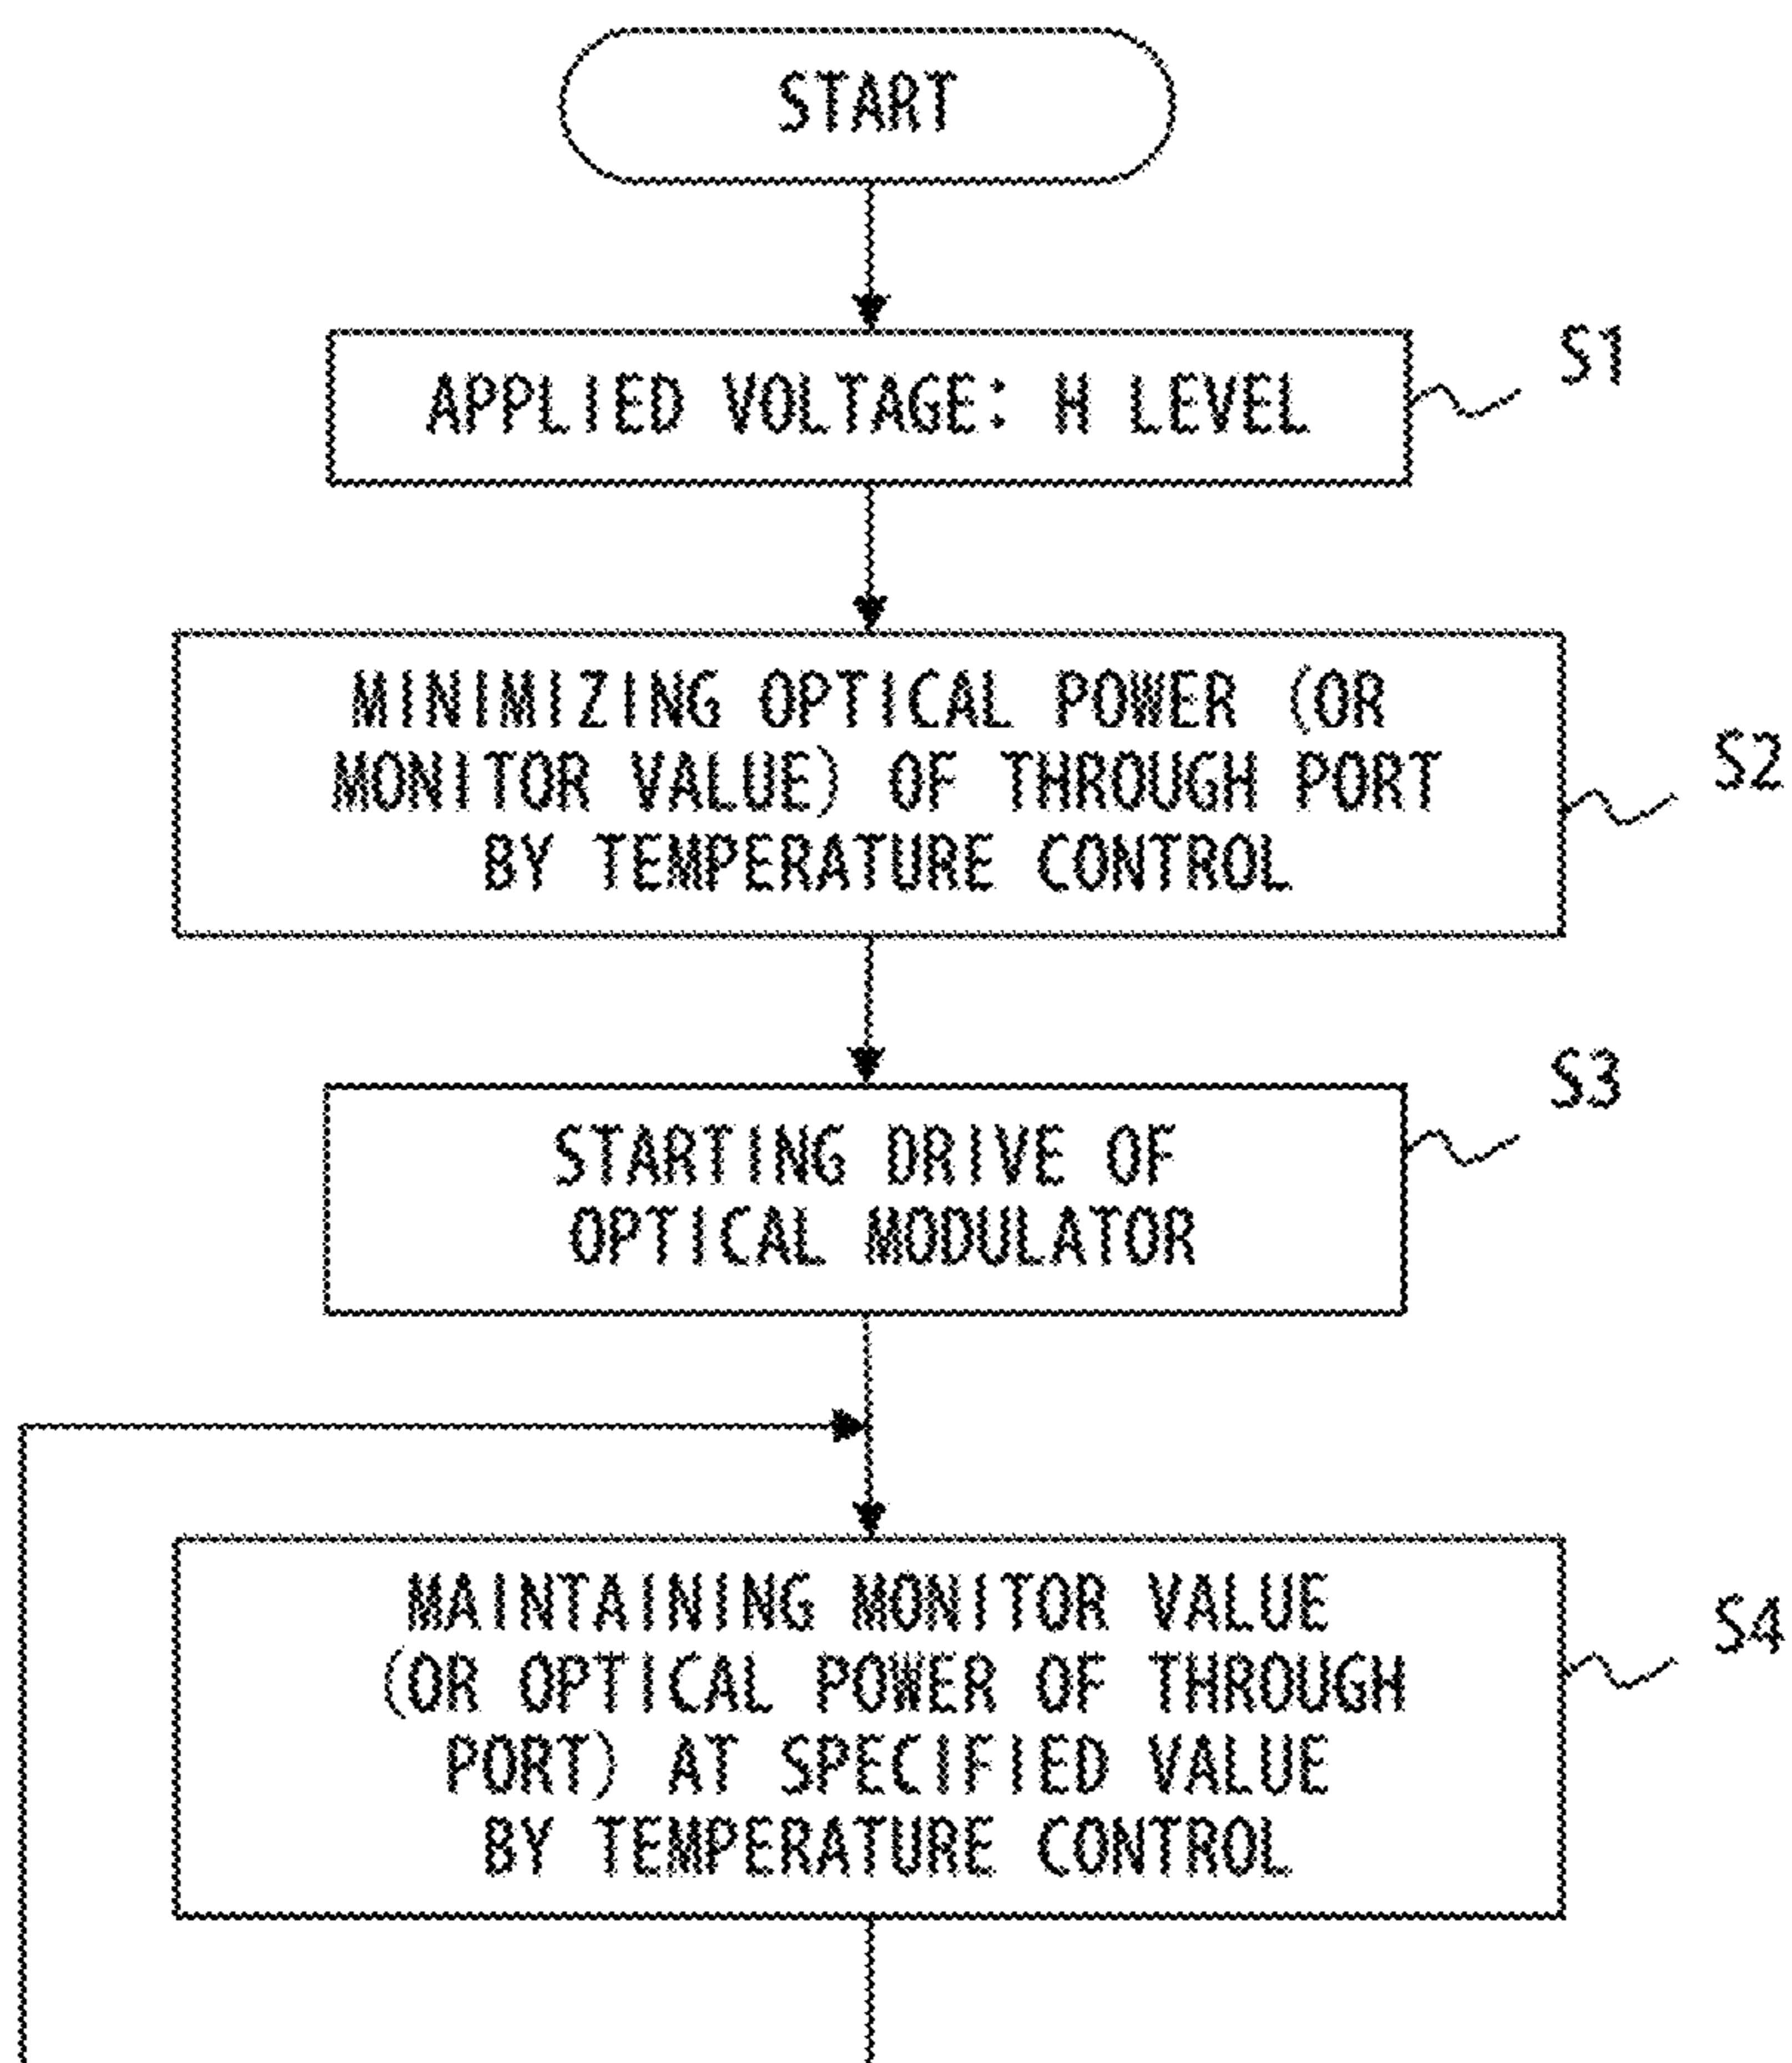 START
APPLIED VOLTAGE: H LEVEL
S1
MINIMIZING OPTICAL POWER (OR
MONITOR VALUE) OF THROUGH PORT
BY TEMPERATURE CONTROL
S2
STARTING DRIVE OF
OPTICAL MODULATOR
S3
MAINTAINING MONITOR VALUE
(OR OPTICAL POWER OF THROUGH
PORT) AT SPECIFIED VALUE
BY TEMPERATURE CONTROL
S4